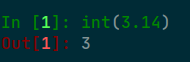 In [1]: int(3.14)
Out[1]: 3